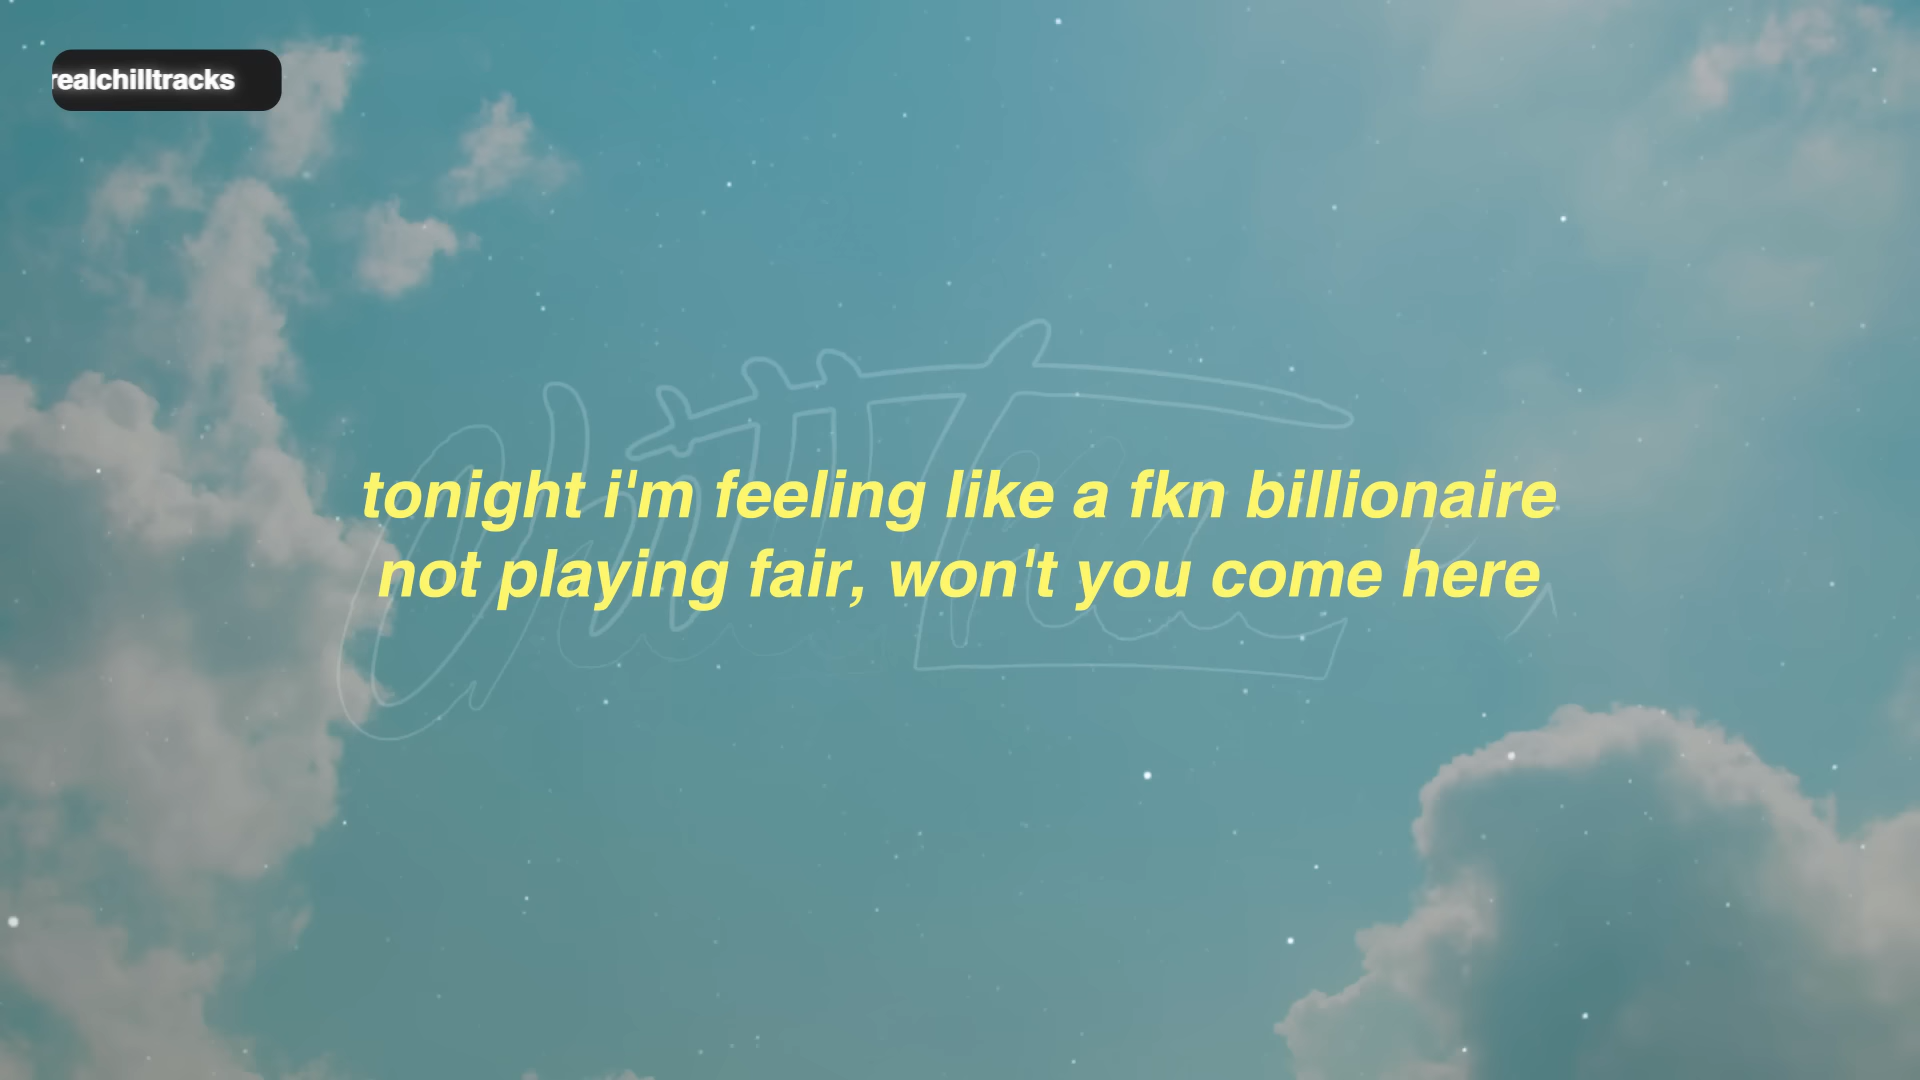 realchilltracks
tonight i'm feeling like a fkn billionaire
not playing fair, won't you come here